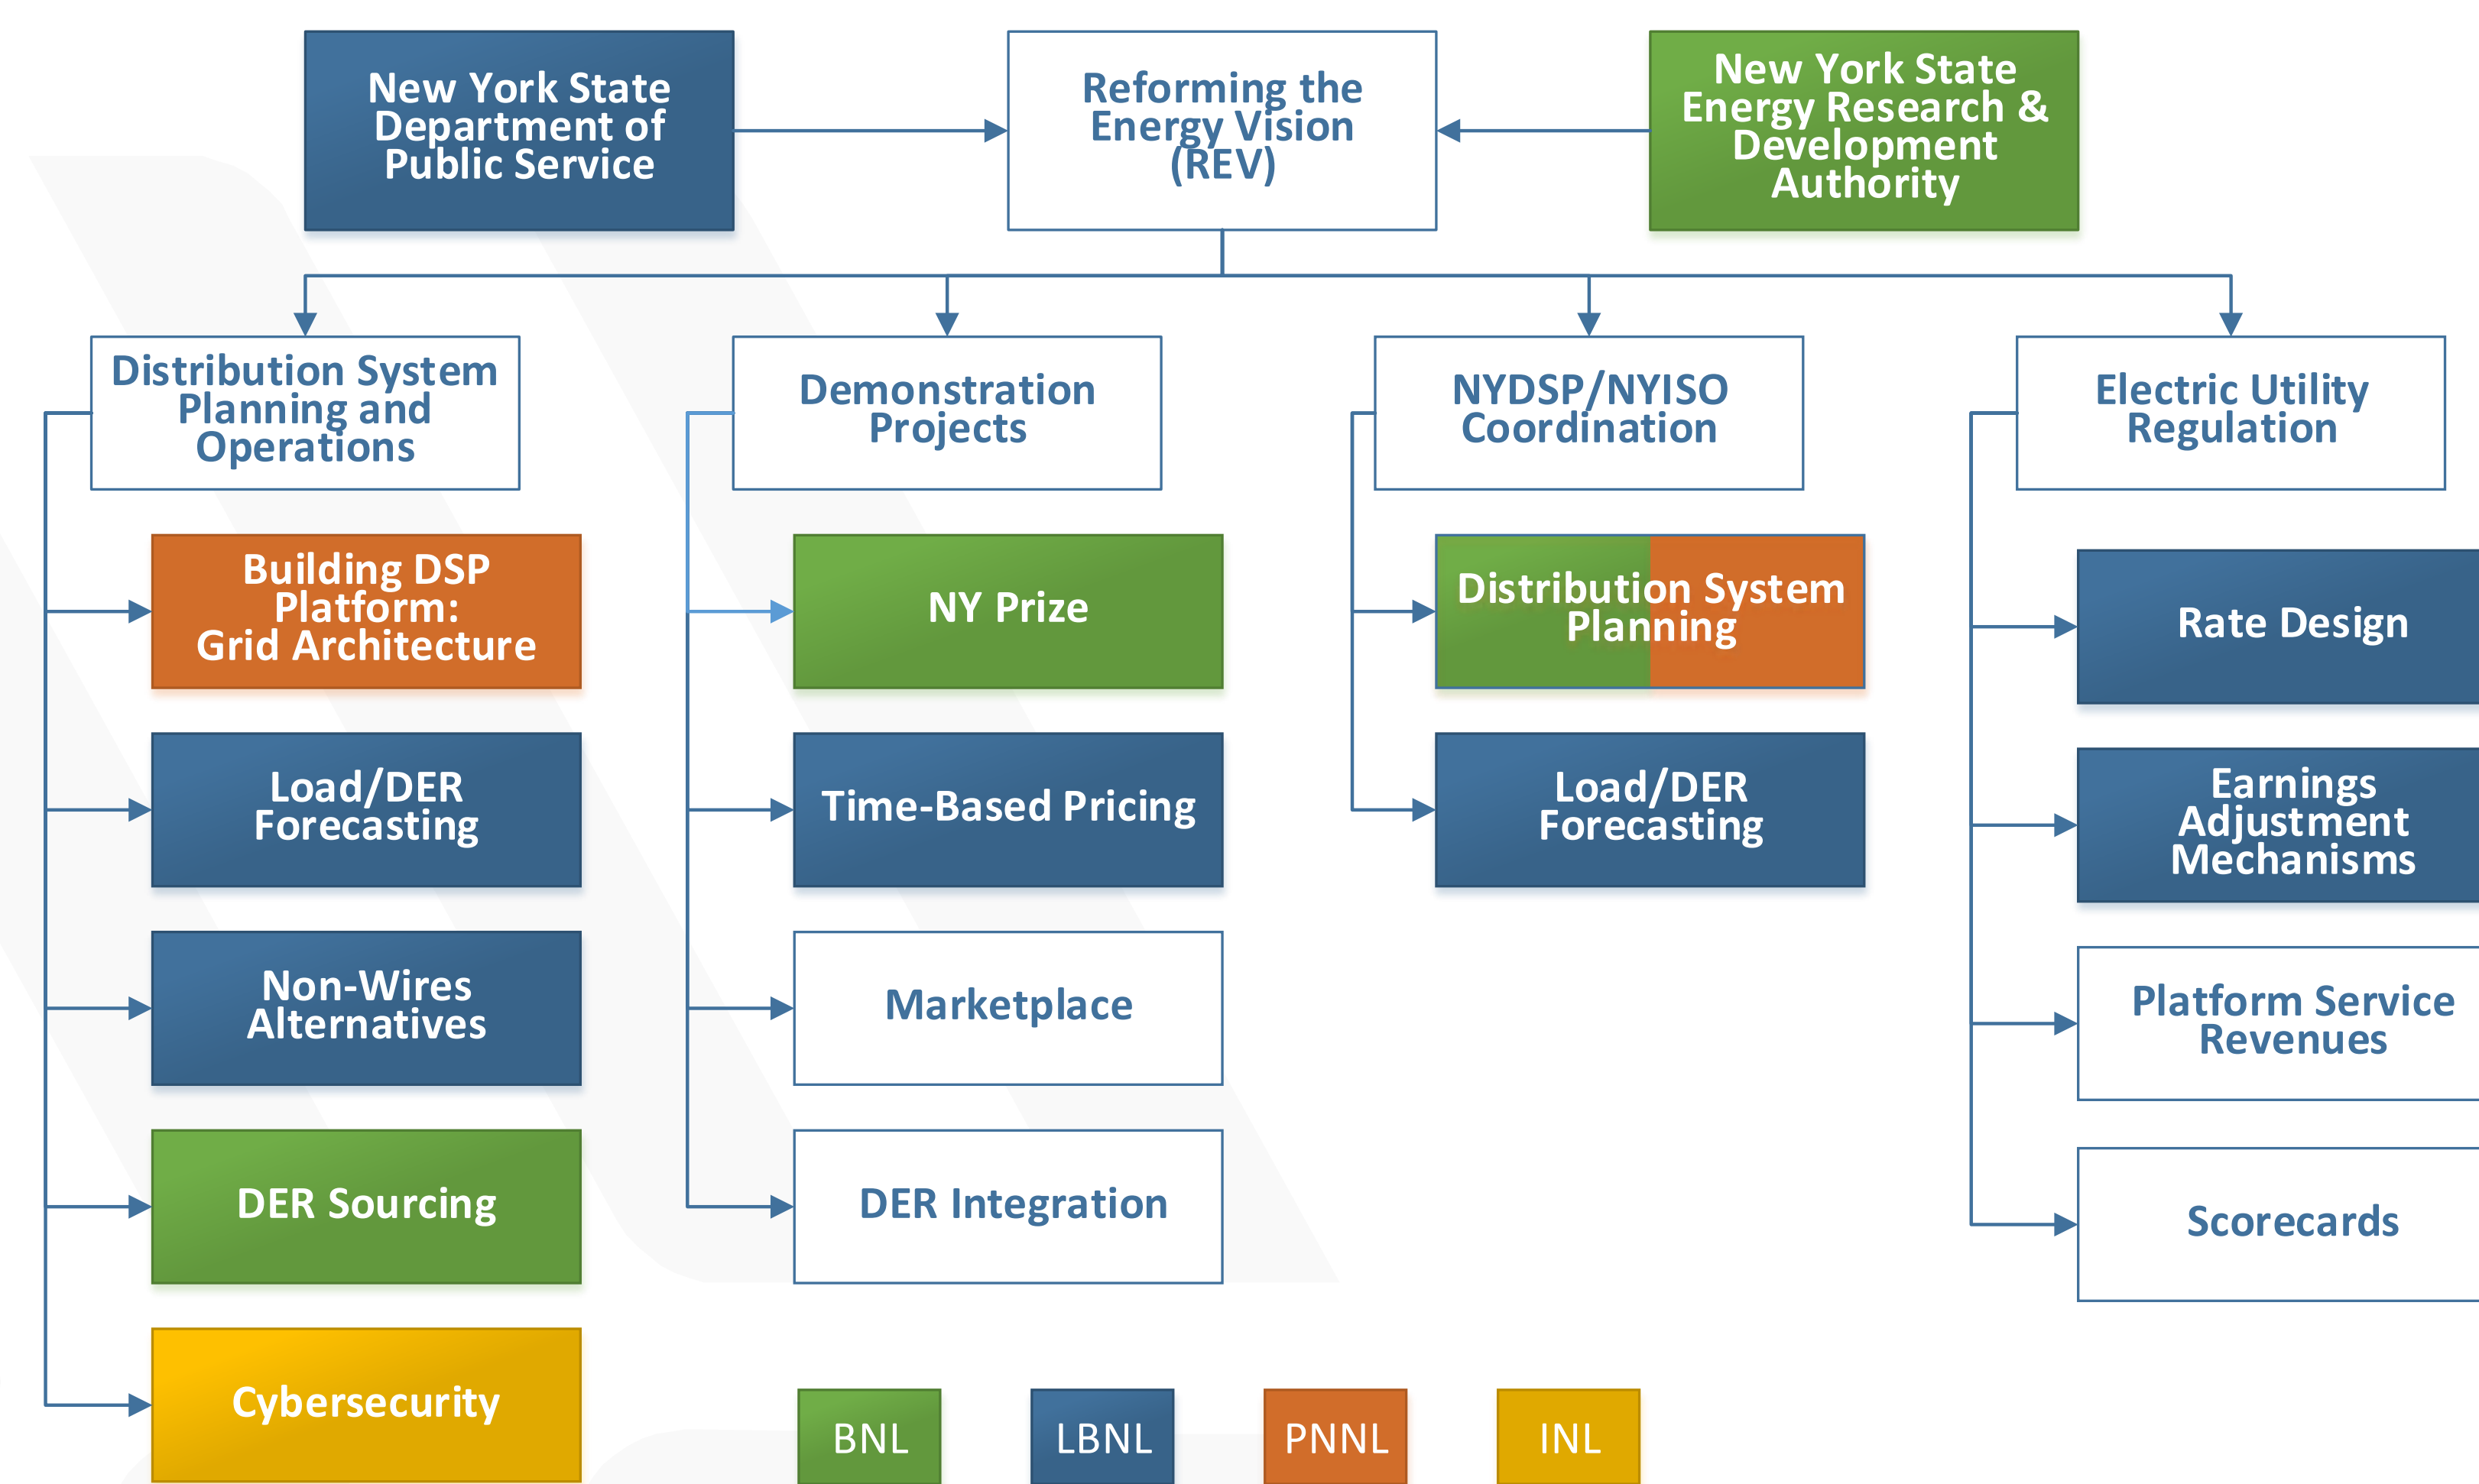 New York State
Department of
Public Service
Reforming the
Energy Vision
(REV)
New York State
Energy Research &
Development
Authority
Distribution System
Planning and
Operations
Demonstration
Projects
NYDSP/NYISO
Coordination
Electric Utility
Regulation
Building DSP
Platform:
Grid Architecture
Load/DER
Forecasting
Non-Wires
Alternatives
DER Sourcing
Cybersecurity
NY Prize
Time-Based Pricing
Marketplace
DER Integration
Distribution System
Planning
Load/DER
Forecasting
Rate Design
Earnings
Adjustment
Mechanisms
Platform Service
Revenues
Scorecards
BNL
LBNL
PNNL
INL